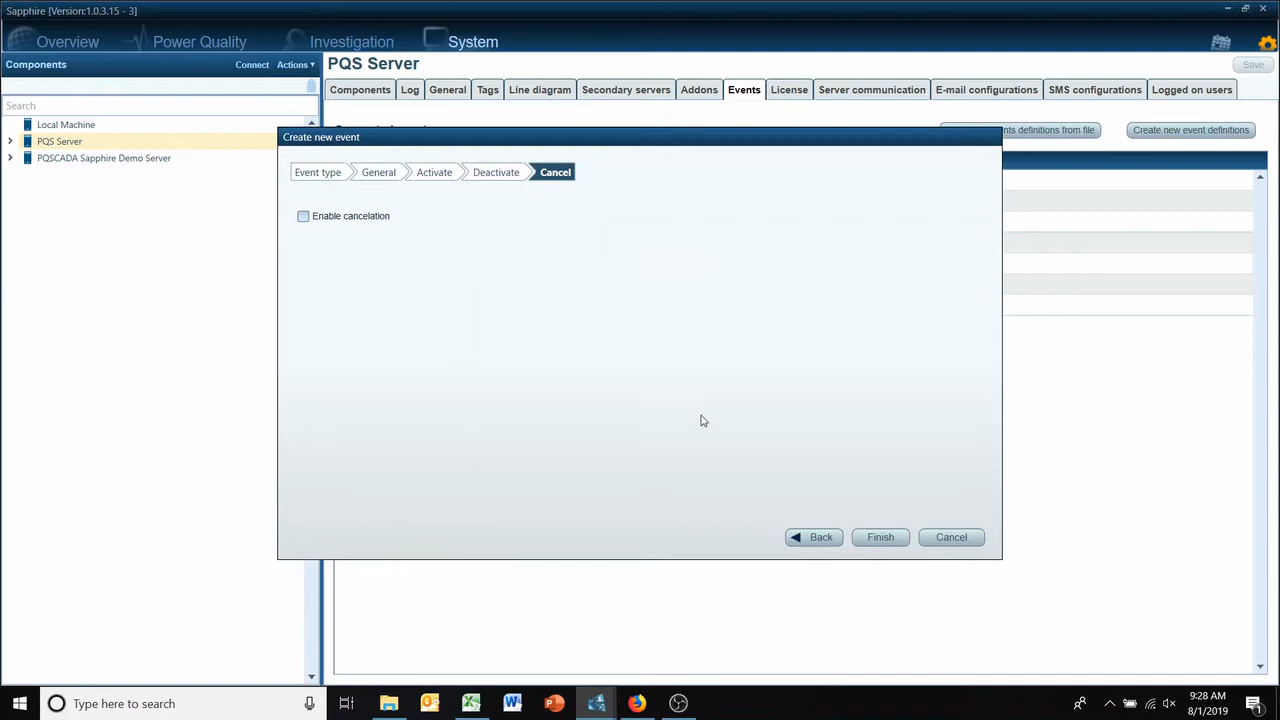 Sapphire [Version:1.0.3.15 - 3]
Overview Power Quality Investigation System
Components Connect Actions
PQS Server
Save
Search
Components Log General Tags Line diagram Secondary servers Addons Events License Server communication E-mail configurations SMS configurations Logged on users
Local Machine
PQS Server
PQSCADA Sapphire Demo Server
definitions from file
Create new event definitions
Create new event
Event type General Activate Deactivate Cancel
Enable cancelation
Back Finish Cancel
Type here to search
9:28 AM
8/1/2019
1